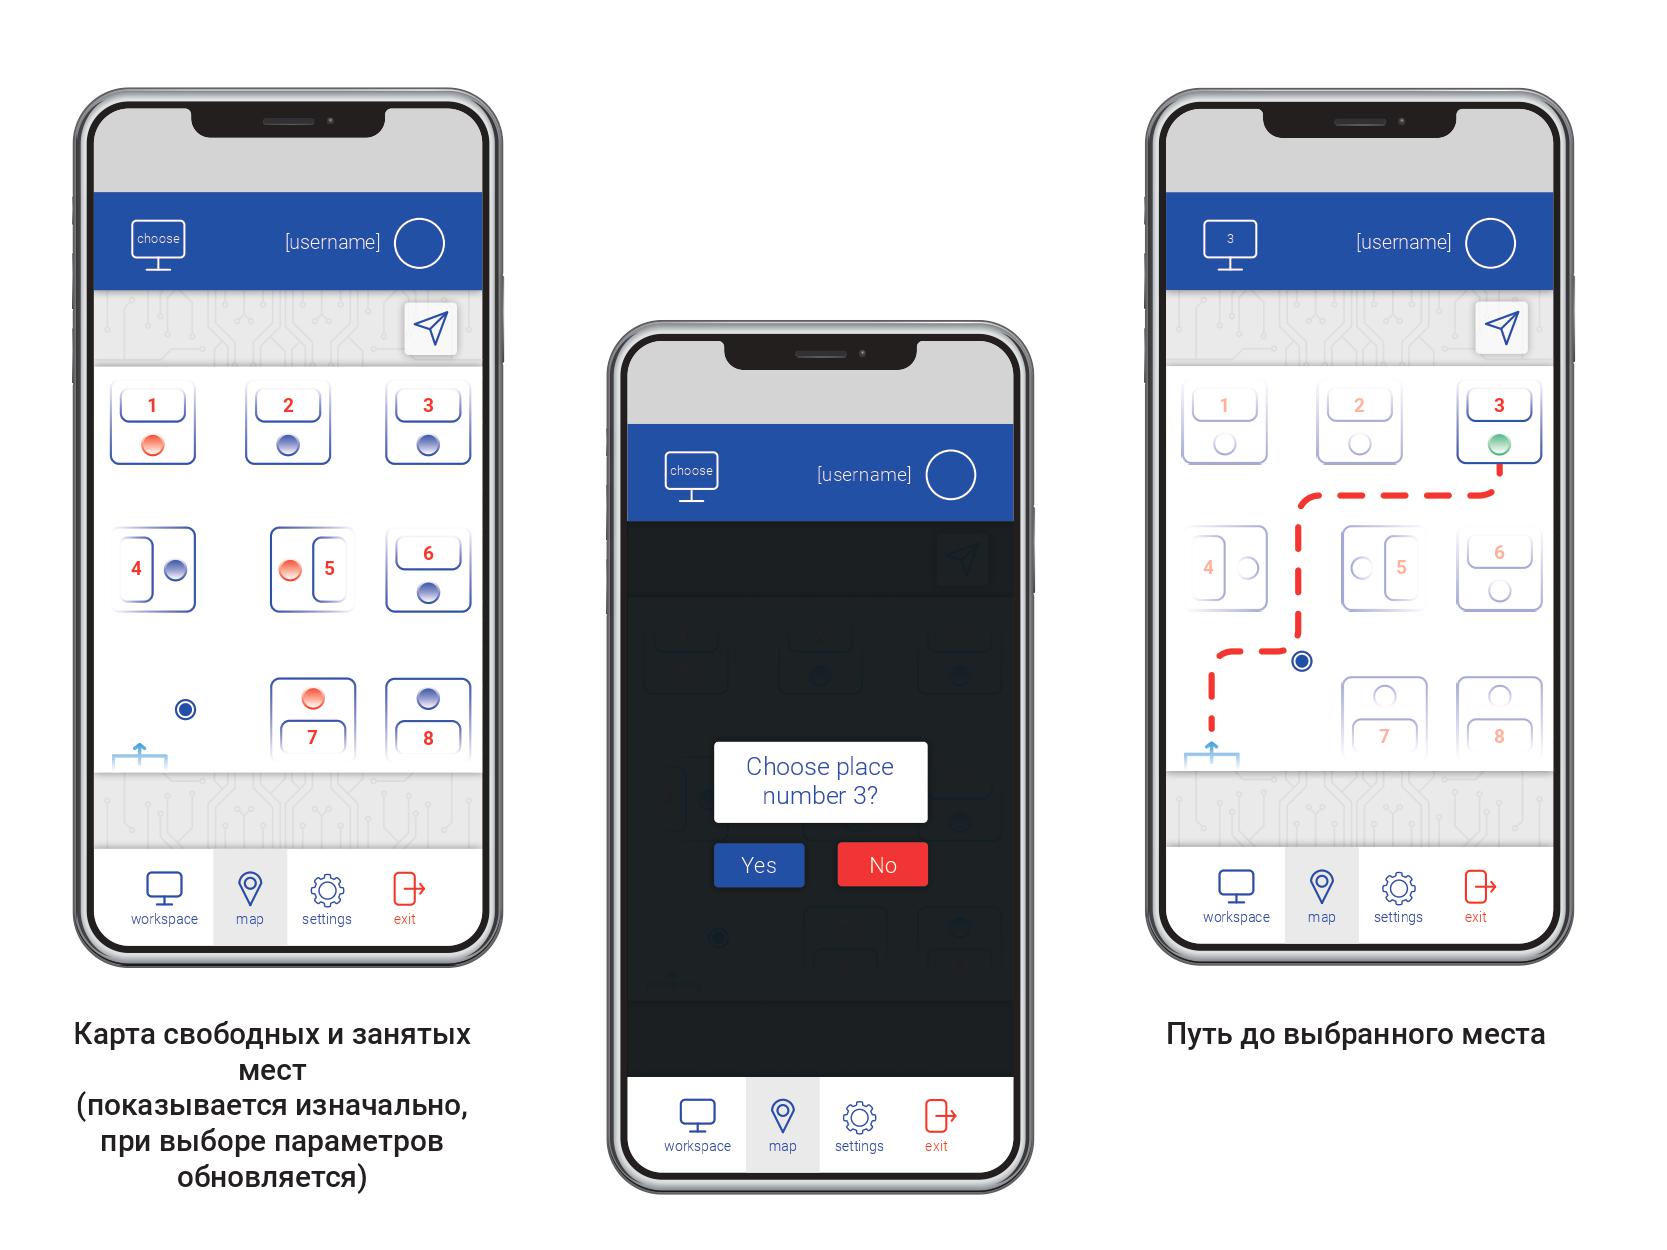 choose
[username]
1
2
3
4
5
6
7
8
workspace
map
settings
exit
Карта свободных и занятых
мест
(показывается изначально,
при выборе параметров
обновляется)
choose
[username]
Choose place
number 3?
Yes
No
workspace
map
settings
exit
3
[username]
1
2
3
4
5
6
7
8
workspace
map
settings
exit
Путь до выбранного места